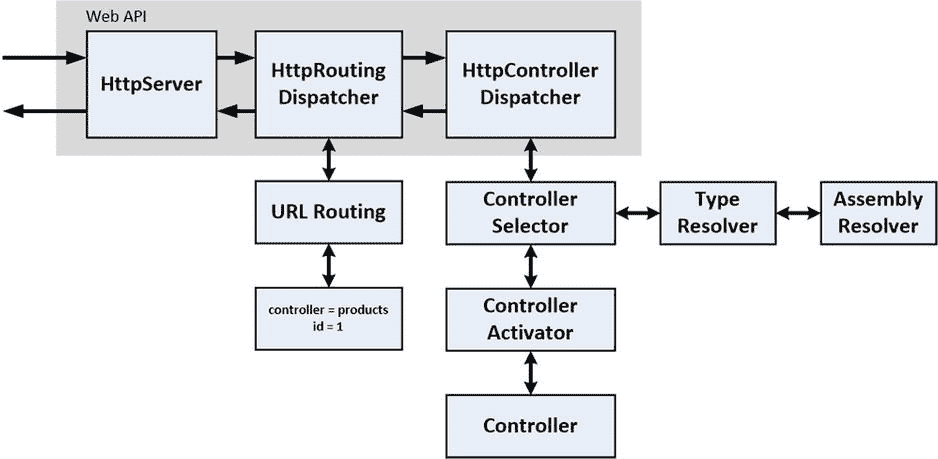 Web API
HttpServer
HttpRouting
Dispatcher
HttpController
Dispatcher
URL Routing
Controller
Selector
Type
Resolver
Assembly
Resolver
controller = products
id = 1
Controller
Activator
Controller